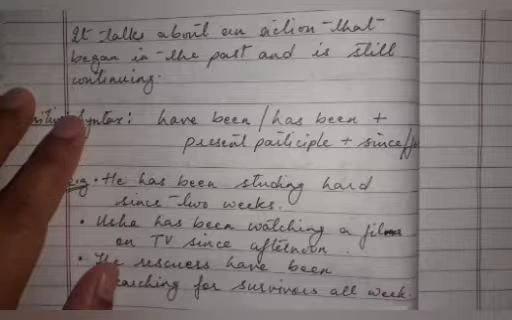 It talks about an action that
began in the past and is still
continuing.
Syntax: have been / has been +
present participle + since/
e.g. • He has been studing hard
since two weeks.
• Usha has been watching a film
on TV since afternoon.
• The rescuers have been
searching for survivors all week.